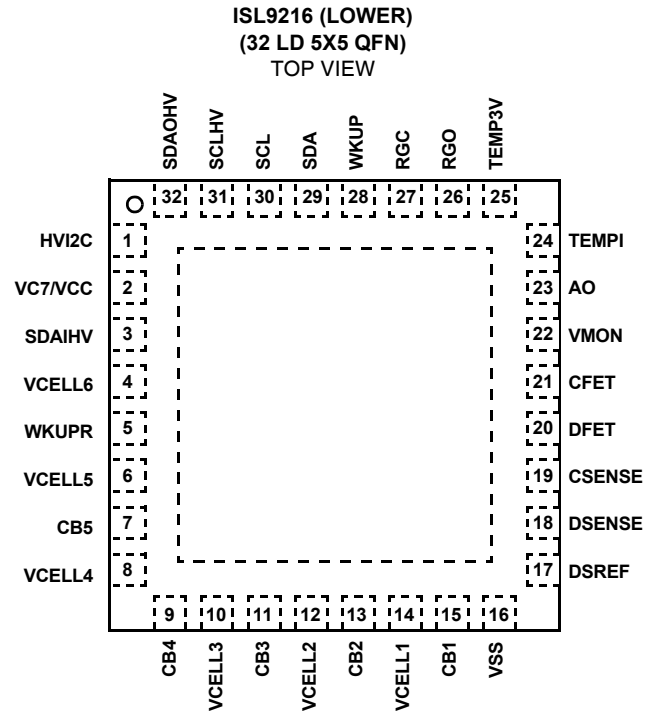 ISL9216 (LOWER)
(32 LD 5X5 QFN)
TOP VIEW
SDAOHV
SCLHV
SCL
SDA
WKUP
RGC
RGO
TEMP3V
32 31 30 29 28 27 26 25
HVI2C 1 24 TEMPI
VC7/VCC 2 23 AO
SDAIHV 3 22 VMON
VCELL6 4 21 CFET
WKUPR 5 20 DFET
VCELL5 6 19 CSENSE
CB5 7 18 DSENSE
VCELL4 8 17 DSREF
9 10 11 12 13 14 15 16
CB4
VCELL3
CB3
VCELL2
CB2
VCELL1
CB1
VSS